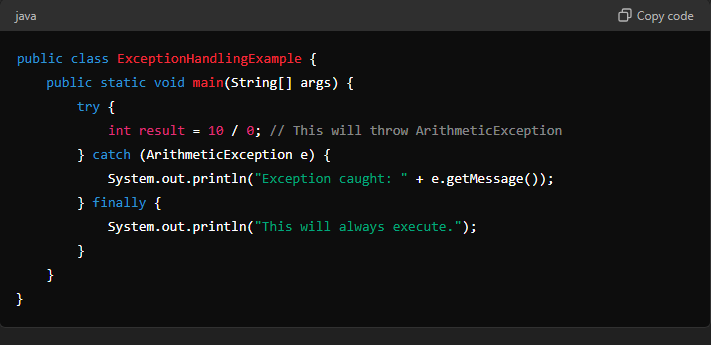 java
Copy code
public class ExceptionHandlingExample {
    public static void main(String[] args) {
        try {
            int result = 10 / 0; // This will throw ArithmeticException
        } catch (ArithmeticException e) {
            System.out.println("Exception caught: " + e.getMessage());
        } finally {
            System.out.println("This will always execute.");
        }
    }
}